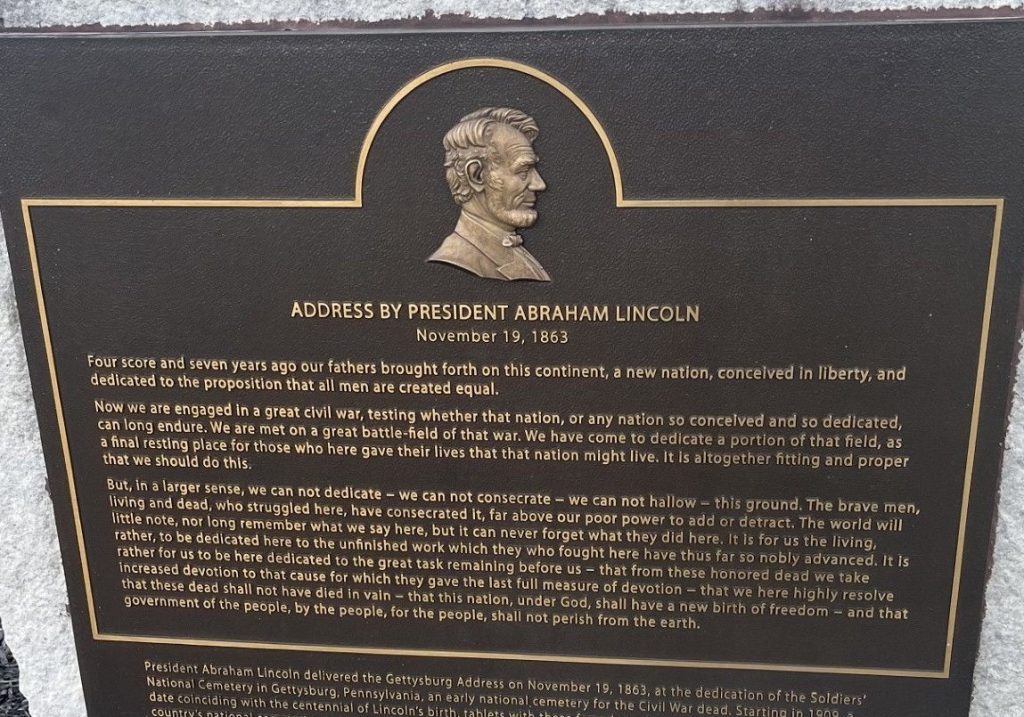 ADDRESS BY PRESIDENT ABRAHAM LINCOLN
November 19, 1863
Four score and seven years ago our fathers brought forth on this continent, a new nation, conceived in liberty, and
dedicated to the proposition that all men are created equal.
Now we are engaged in a great civil war, testing whether that nation, or any nation so conceived and so dedicated,
can long endure. We are met on a great battle-field of that war. We have come to dedicate a portion of that field, as
a final resting place for those who here gave their lives that that nation might live. It is altogether fitting and proper
that we should do this.
But, in a larger sense, we can not dedicate – we can not consecrate – we can not hallow – this ground. The brave men,
living and dead, who struggled here, have consecrated it, far above our poor power to add or detract. The world will
little note, nor long remember what we say here, but it can never forget what they did here. It is for us the living,
rather, to be dedicated here to the unfinished work which they who fought here have thus far so nobly advanced. It is
rather for us to be here dedicated to the great task remaining before us – that from these honored dead we take
increased devotion to that cause for which they gave the last full measure of devotion – that we here highly resolve
that these dead shall not have died in vain – that this nation, under God, shall have a new birth of freedom – and that
government of the people, by the people, for the people, shall not perish from the earth.
President Abraham Lincoln delivered the Gettysburg Address on November 19, 1863, at the dedication of the Soldiers'
National Cemetery in Gettysburg, Pennsylvania, an early national cemetery for the Civil War dead. Starting in 1909, a
date coinciding with the centennial of Lincoln's birth, tablets with
country's national